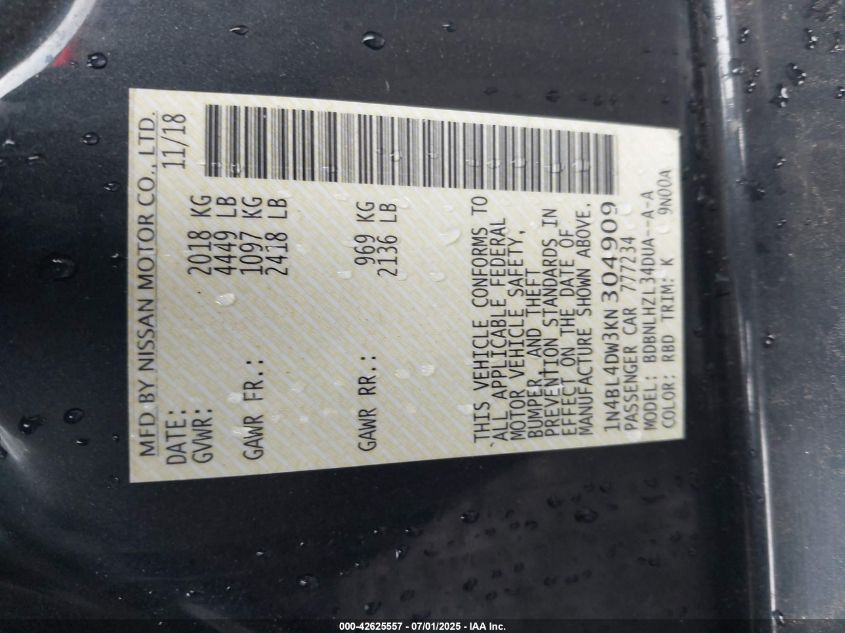 MFD BY NISSAN MOTOR CO., LTD.
DATE: 11/18
GVWR: 2018 KG
4449 LB
GAWR FR.: 1097 KG
2418 LB
GAWR RR.: 969 KG
2136 LB
THIS VEHICLE CONFORMS TO
ALL APPLICABLE FEDERAL
MOTOR VEHICLE SAFETY,
BUMPER AND THEFT
PREVENTION STANDARDS IN
EFFECT ON THE DATE OF
MANUFACTURE SHOWN ABOVE.
1N4BL4DW3KN304909
PASSENGER CAR 777234
MODEL: BDBNLHZL34DUA--A-A
COLOR: RBD TRIM: K 9N00A
000-42625557 - 07/01/2025 - IAA Inc.